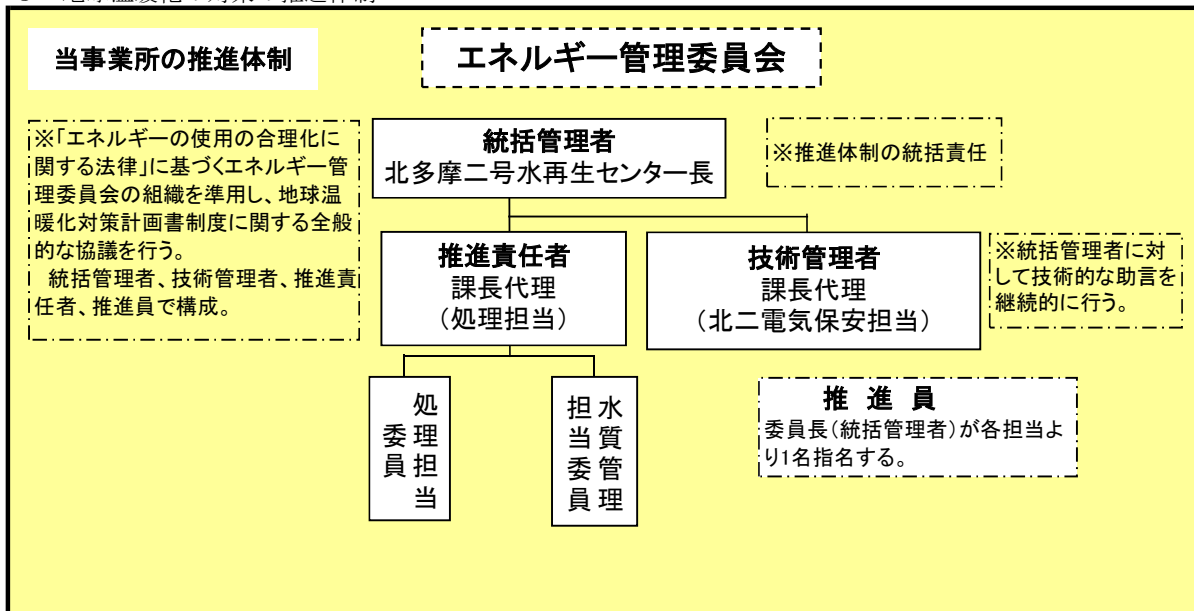 当事業所の推進体制
エネルギー管理委員会
※「エネルギーの使用の合理化に
関する法律」に基づくエネルギー管
理委員会の組織を準用し、地球温
暖化対策計画書制度に関する全般
的な協議を行う。
統括管理者、技術管理者、推進責
任者、推進員で構成。
統括管理者
北多摩二号水再生センター長
※推進体制の統括責任
推進責任者
課長代理
(処理担当)
技術管理者
課長代理
(北二電気保安担当)
※統括管理者に対
して技術的な助言を
継続的に行う。
処理担当
委員
水質管理
担当委員
推 進 員
委員長(統括管理者)が各担当よ
り1名指名する。